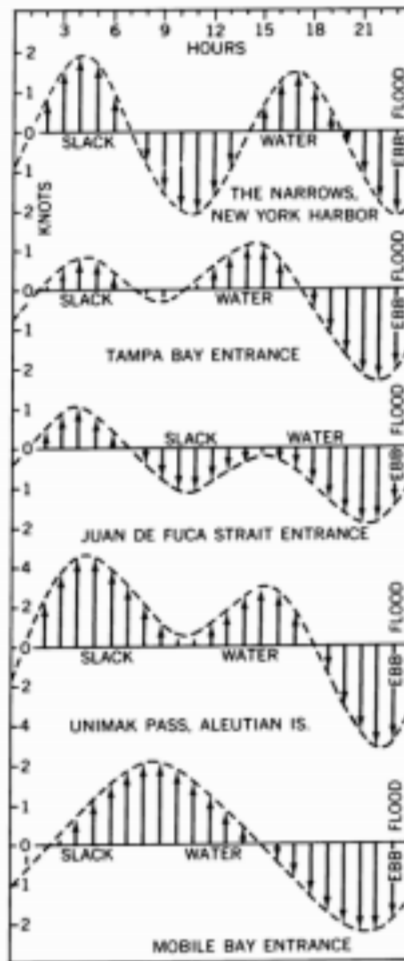 3 6 9 12 15 18 21
HOURS
2
1
0
1
2
KNOTS
SLACK WATER
FLOOD
EBB
THE NARROWS,
NEW YORK HARBOR
1
0
1
2
SLACK WATER
FLOOD
EBB
TAMPA BAY ENTRANCE
1
0
1
2
SLACK WATER
FLOOD
EBB
JUAN DE FUCA STRAIT ENTRANCE
4
2
0
2
4
SLACK WATER
FLOOD
EBB
UNIMAK PASS, ALEUTIAN IS.
2
1
0
1
2
SLACK WATER
FLOOD
EBB
MOBILE BAY ENTRANCE